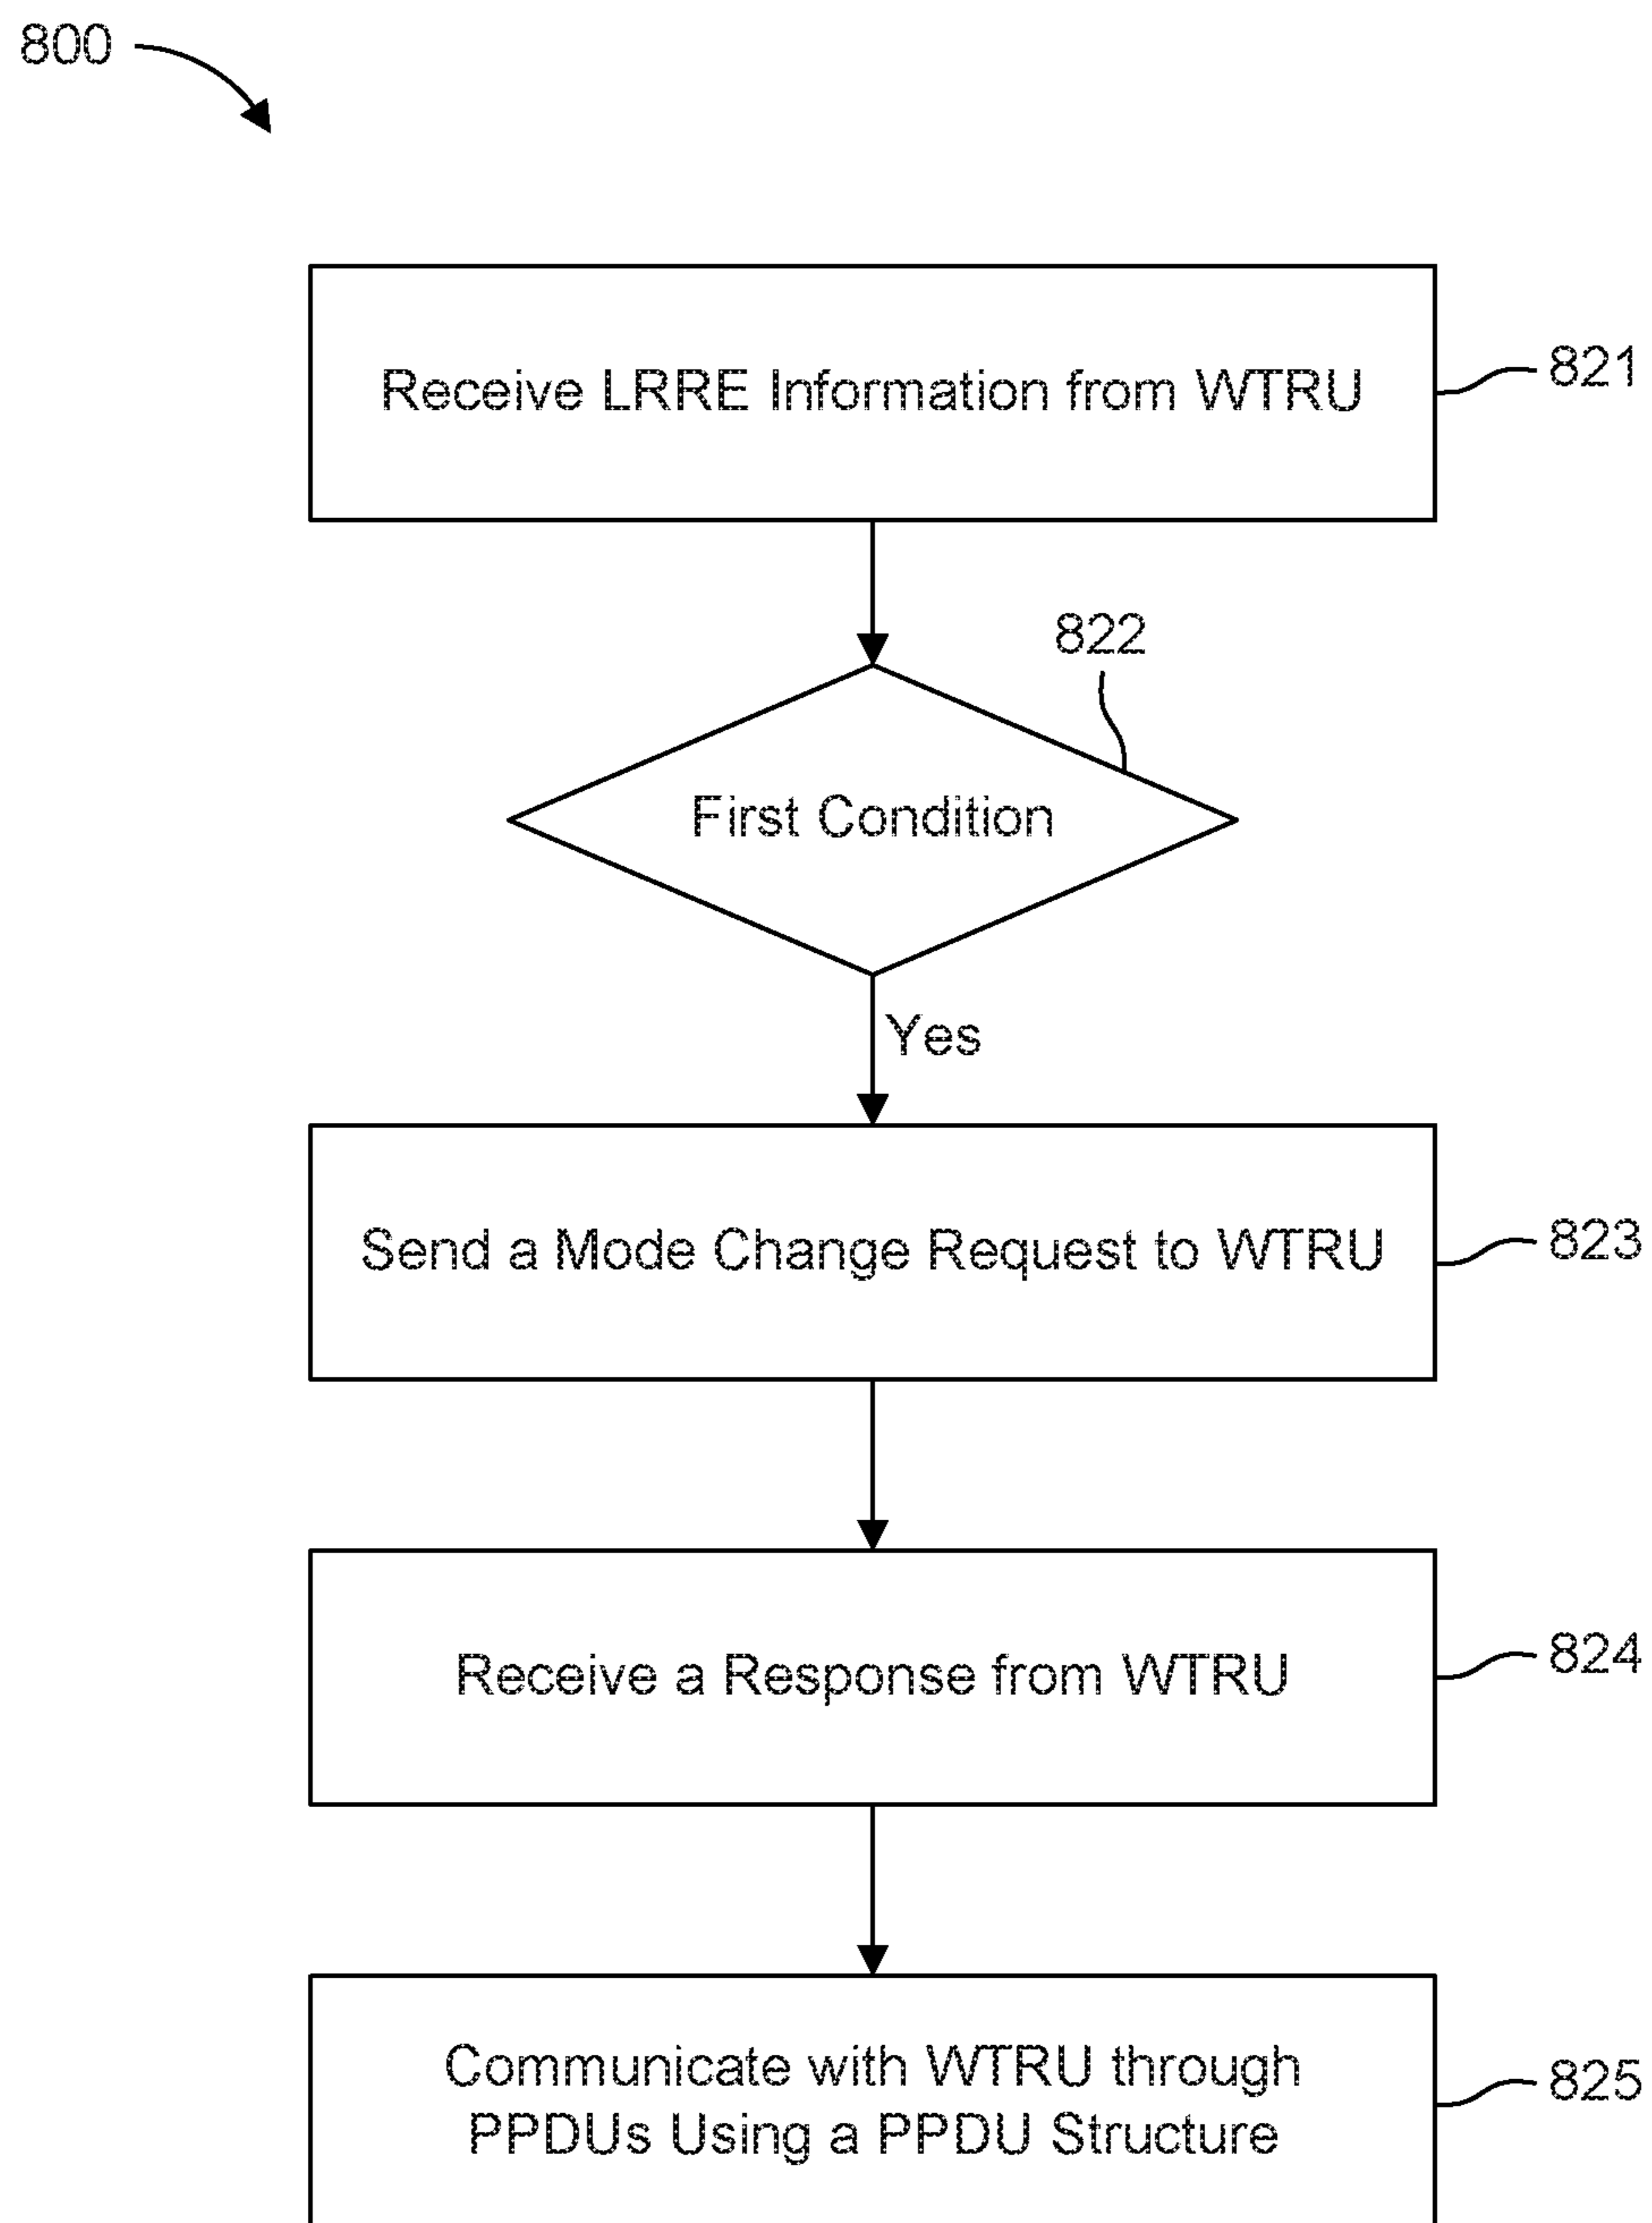 800
Receive LRRE Information from WTRU
821
822
First Condition
Yes
Send a Mode Change Request to WTRU
823
Receive a Response from WTRU
824
Communicate with WTRU through
PPDUs Using a PPDU Structure
825